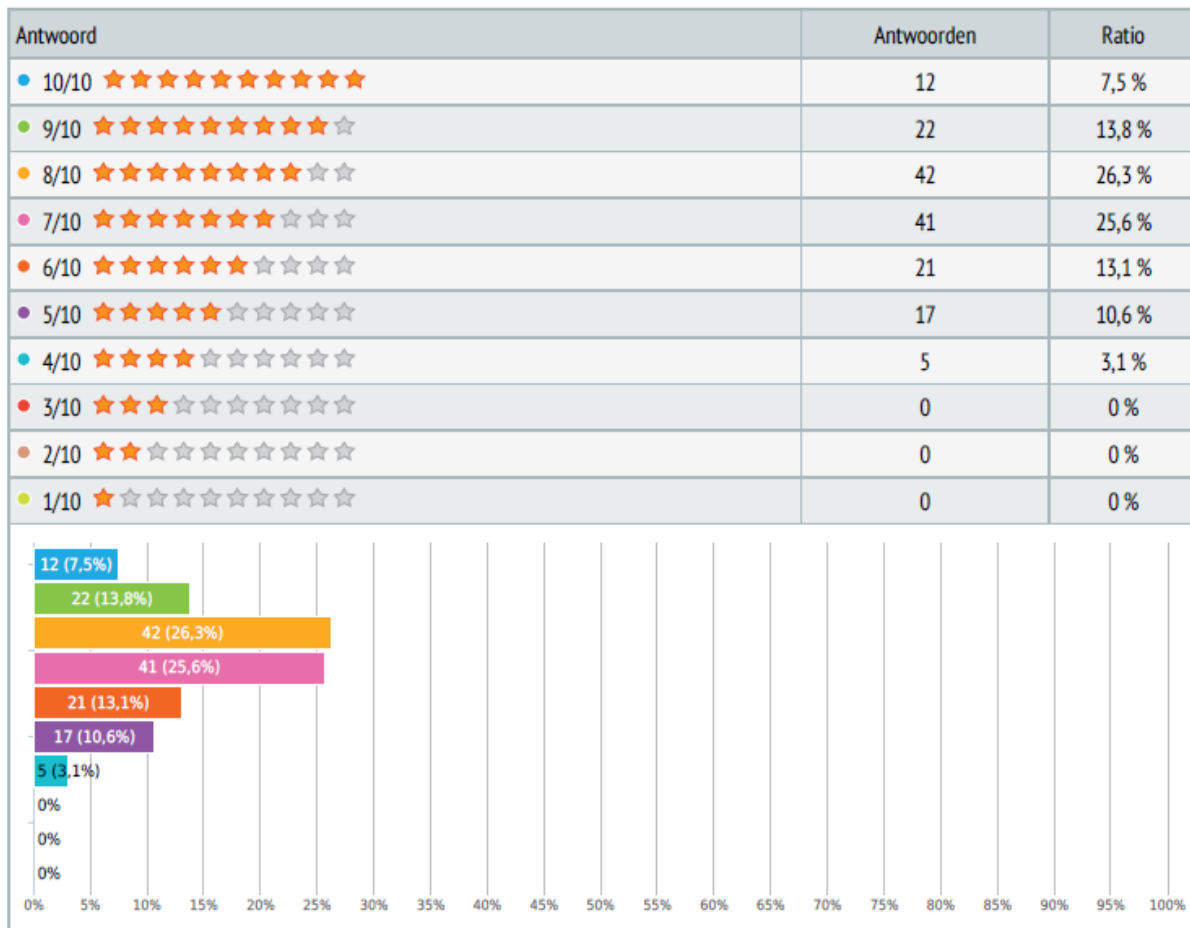 Antwoord Antwoorden Ratio
10/10 12 7,5 %
9/10 22 13,8 %
8/10 42 26,3 %
7/10 41 25,6 %
6/10 21 13,1 %
5/10 17 10,6 %
4/10 5 3,1 %
3/10 0 0 %
2/10 0 0 %
1/10 0 0 %
12 (7,5%)
22 (13,8%)
42 (26,3%)
41 (25,6%)
21 (13,1%)
17 (10,6%)
5 (3,1%)
0%
0%
0%
0% 5% 10% 15% 20% 25% 30% 35% 40% 45% 50% 55% 60% 65% 70% 75% 80% 85% 90% 95% 100%